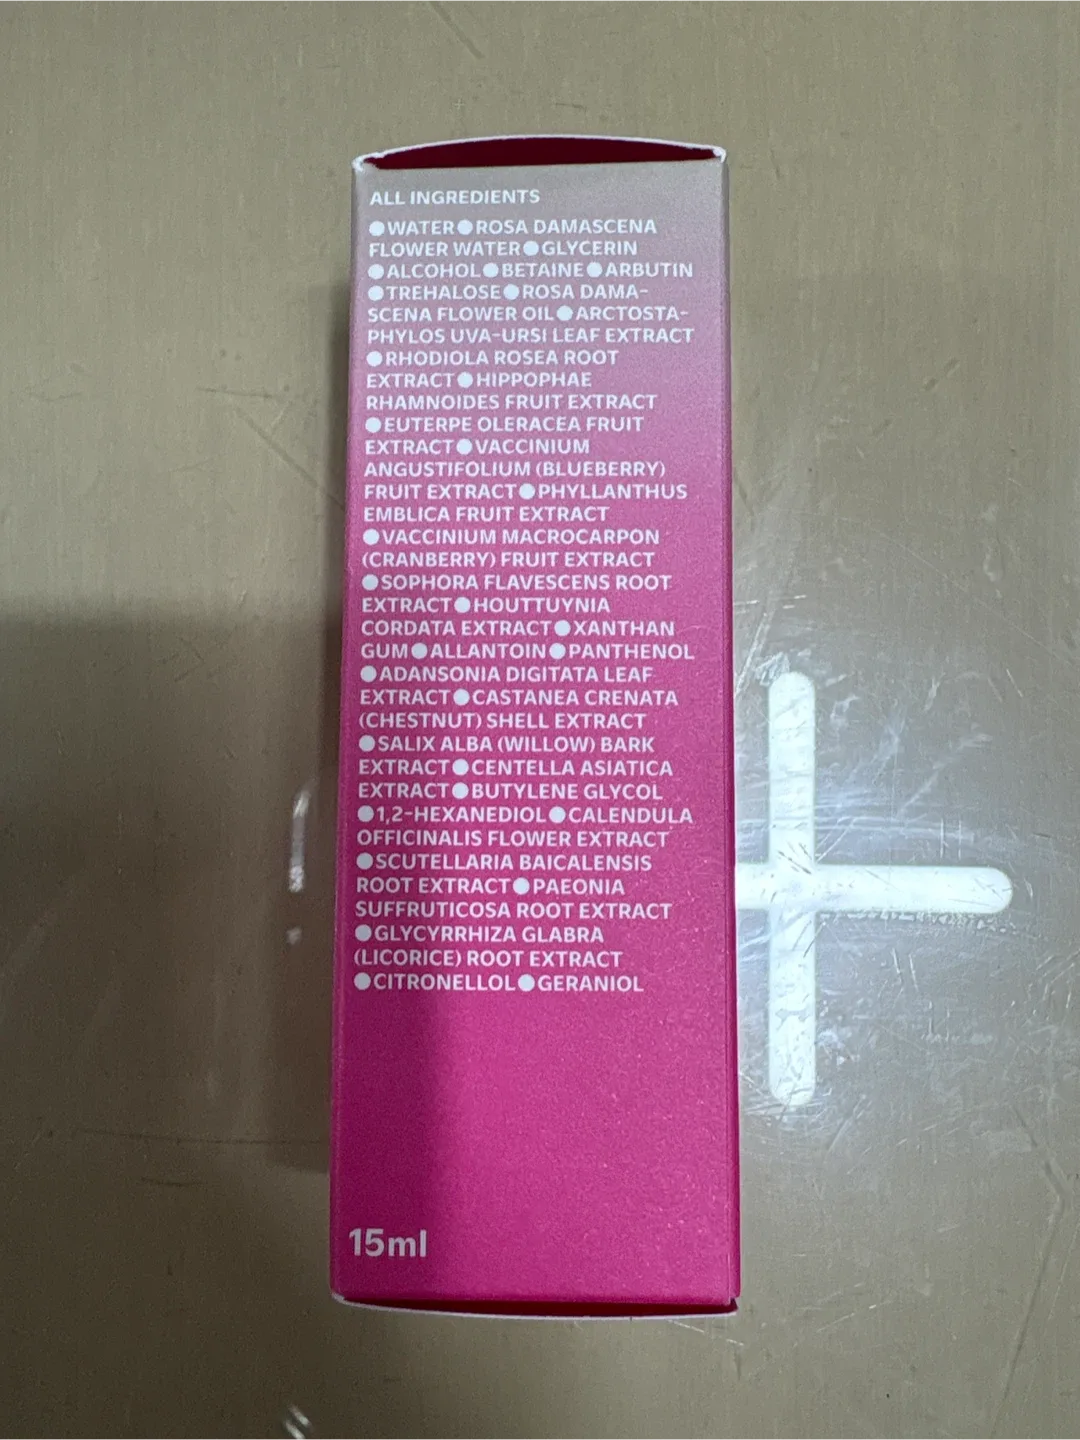 ALL INGREDIENTS
●WATER●ROSA DAMASCENA
FLOWER WATER●GLYCERIN
●ALCOHOL●BETAINE●ARBUTIN
●TREHALOSE●ROSA DAMA-
SCENA FLOWER OIL●ARCTOSTA-
PHYLOS UVA-URSI LEAF EXTRACT
●RHODIOLA ROSEA ROOT
EXTRACT●HIPPOPHAE
RHAMNOIDES FRUIT EXTRACT
●EUTERPE OLERACEA FRUIT
EXTRACT●VACCINIUM
ANGUSTIFOLIUM (BLUEBERRY)
FRUIT EXTRACT●PHYLLANTHUS
EMBLICA FRUIT EXTRACT
●VACCINIUM MACROCARPON
(CRANBERRY) FRUIT EXTRACT
●SOPHORA FLAVESCENS ROOT
EXTRACT●HOUTTUYNIA
CORDATA EXTRACT●XANTHAN
GUM●ALLANTOIN●PANTHENOL
●ADANSONIA DIGITATA LEAF
EXTRACT●CASTANEA CRENATA
(CHESTNUT) SHELL EXTRACT
●SALIX ALBA (WILLOW) BARK
EXTRACT●CENTELLA ASIATICA
EXTRACT●BUTYLENE GLYCOL
●1,2-HEXANEDIOL●CALENDULA
OFFICINALIS FLOWER EXTRACT
●SCUTELLARIA BAICALENSIS
ROOT EXTRACT●PAEONIA
SUFFRUTICOSA ROOT EXTRACT
●GLYCYRRHIZA GLABRA
(LICORICE) ROOT EXTRACT
●CITRONELLOL●GERANIOL
15ml